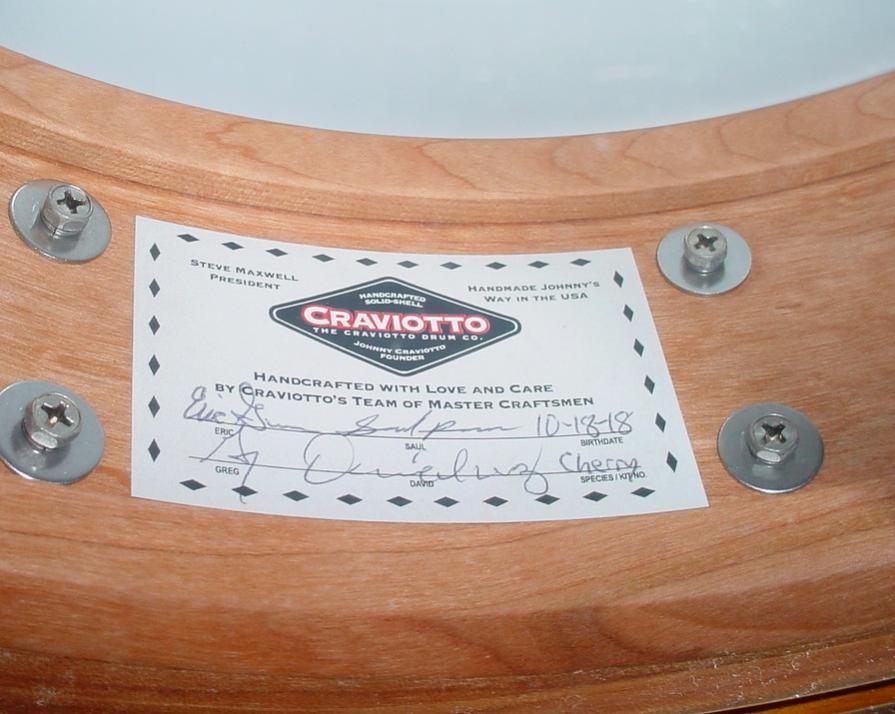 STEVE MAXWELL
PRESIDENT
HANDMADE JOHNNY'S
WAY IN THE USA
HANDCRAFTED
SOLID-SHELL
CRAVIOTTO
THE CRAVIOTTO DRUM CO.
JOHNNY CRAVIOTTO
FOUNDER
HANDCRAFTED WITH LOVE AND CARE
BY CRAVIOTTO'S TEAM OF MASTER CRAFTSMEN
Eric 10-18-18
ERIC SAUL BIRTHDATE
Cherry
GREG DAVID SPECIES / KIT NO.